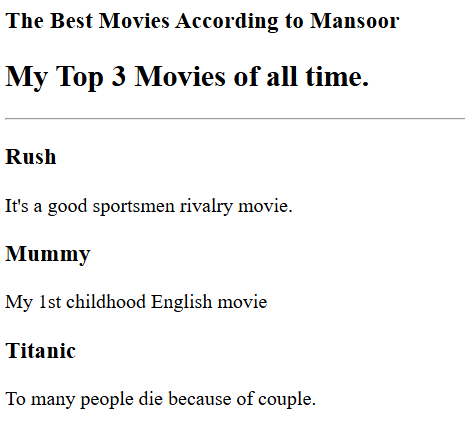 The Best Movies According to Mansoor
My Top 3 Movies of all time.
Rush
It's a good sportsmen rivalry movie.
Mummy
My 1st childhood English movie
Titanic
To many people die because of couple.